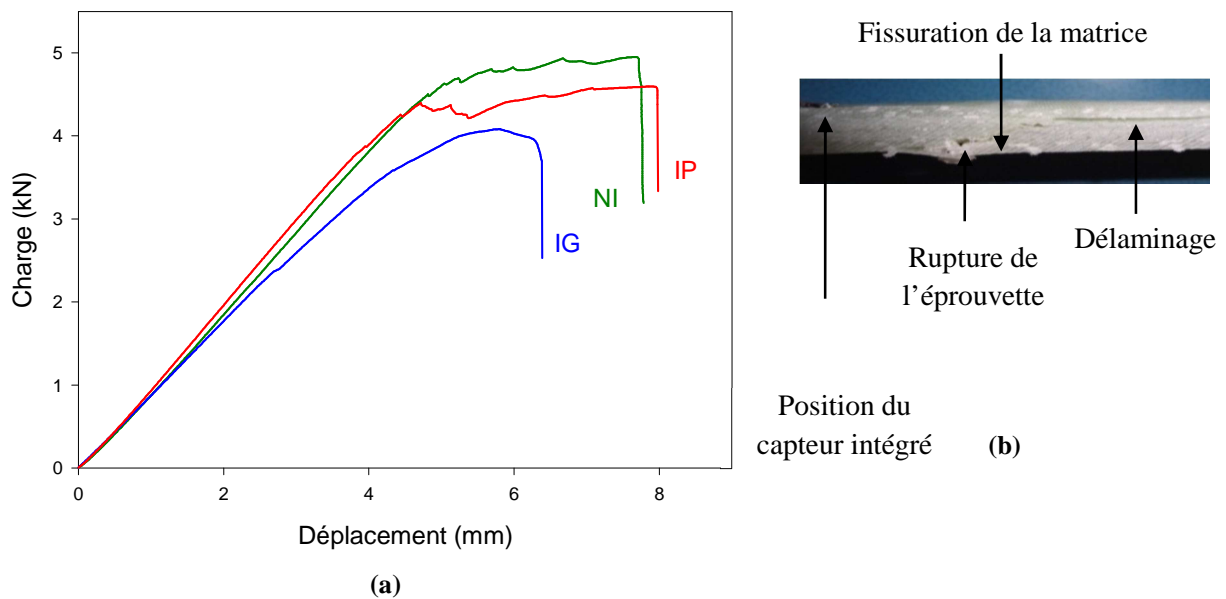 5
4
3
2
1
0
Charge (kN)
0 2 4 6 8
Déplacement (mm)
IP
NI
IG
(a)
Fissuration de la matrice
Rupture de
l’éprouvette
Délaminage
Position du
capteur intégré
(b)